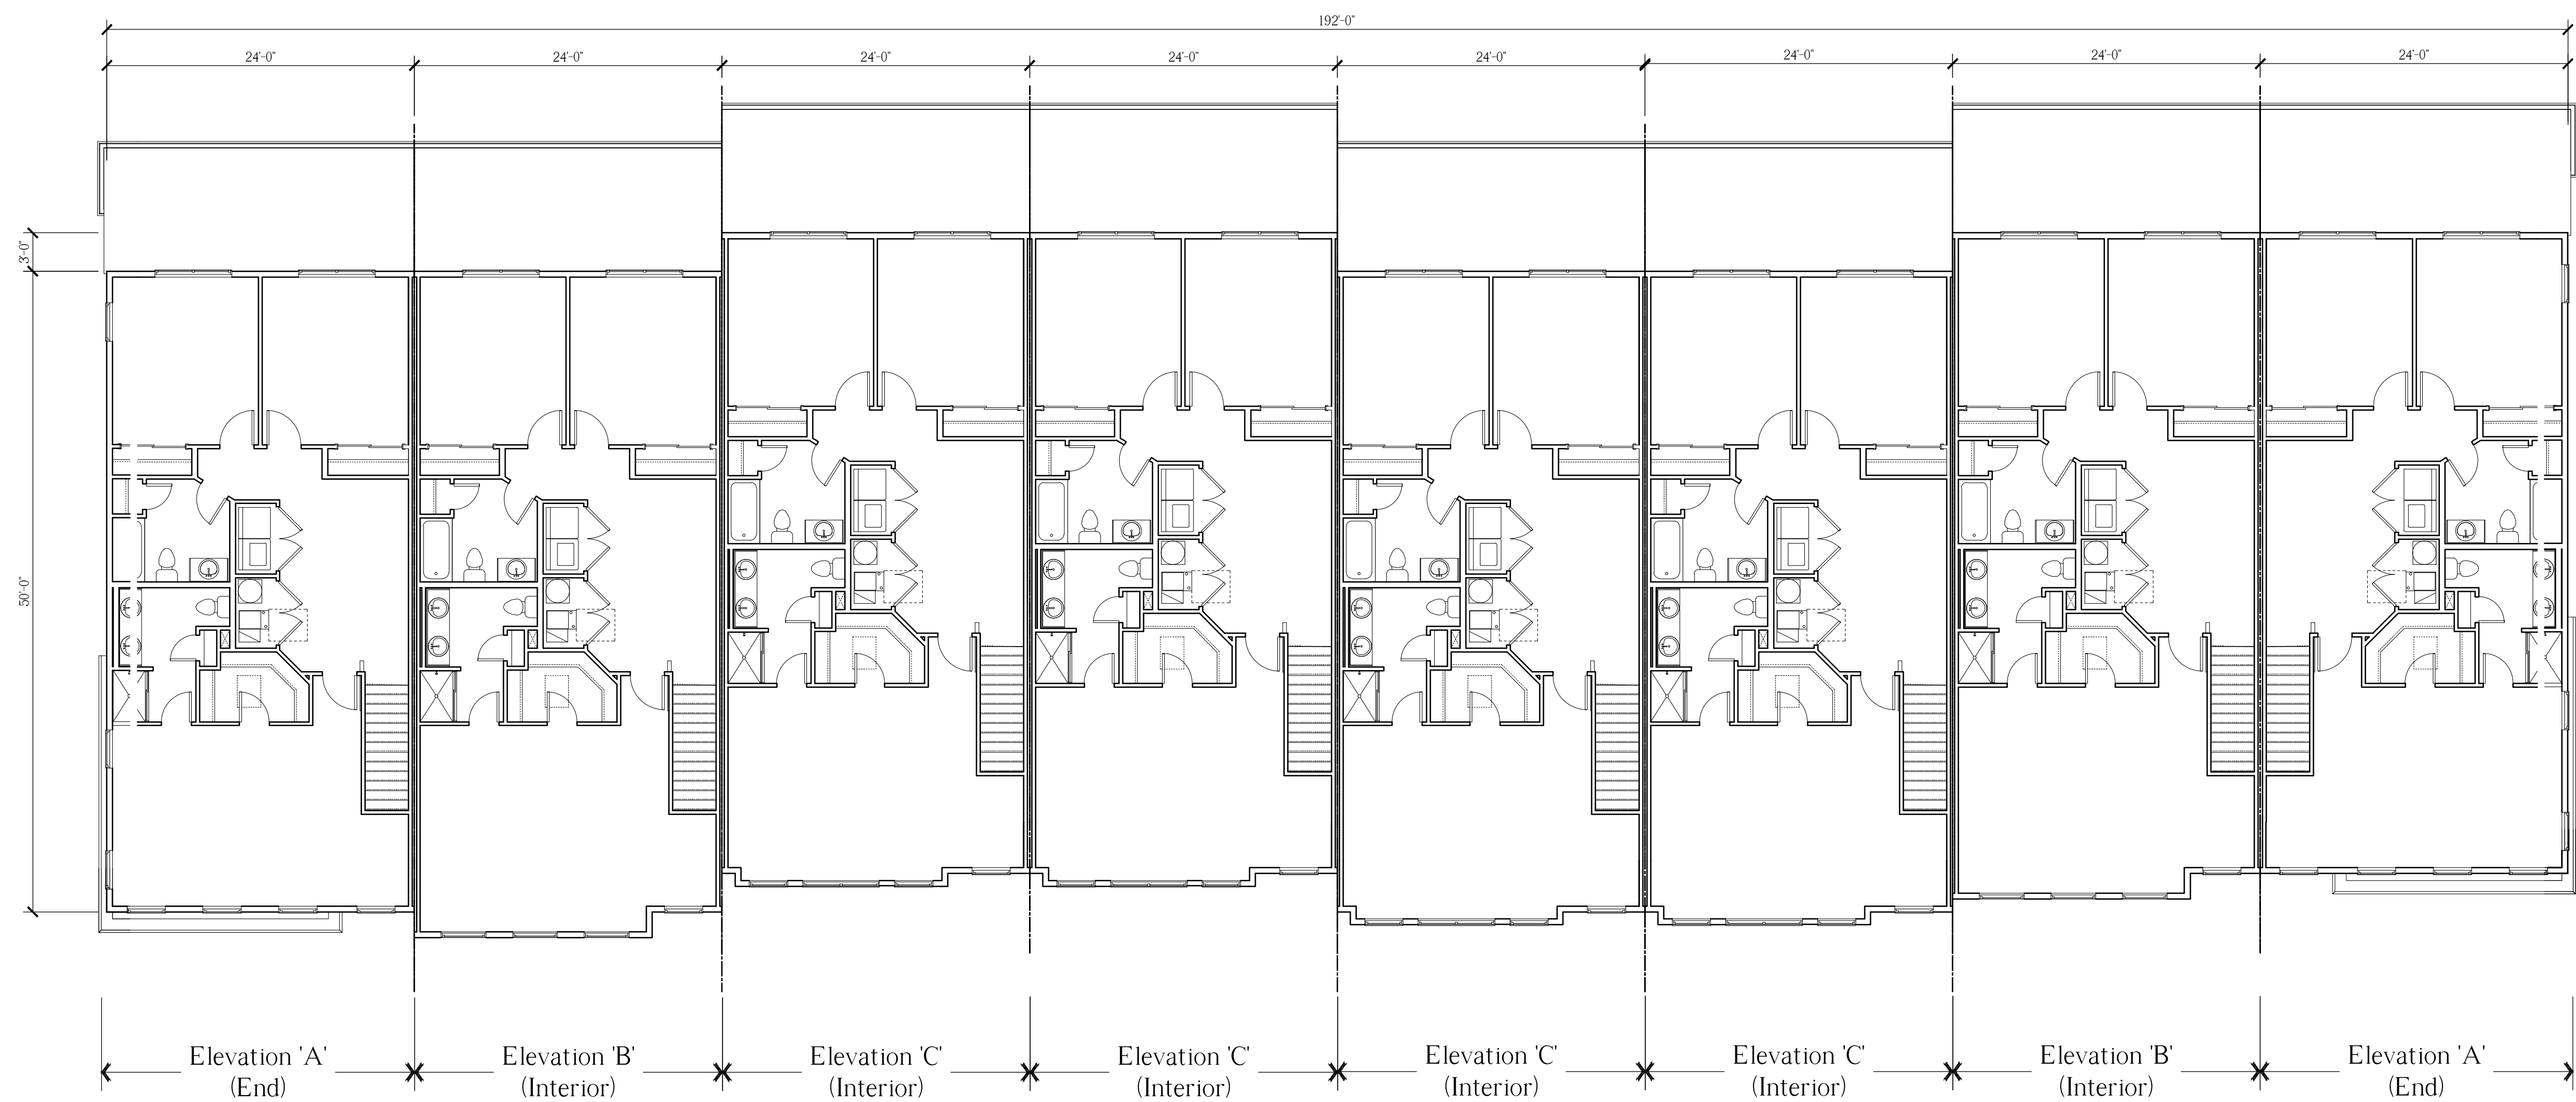 192'-0"
24'-0"
24'-0"
24'-0"
24'-0"
24'-0"
24'-0"
24'-0"
24'-0"
3'-0"
50'-0"
Elevation 'A'
(End)
Elevation 'B'
(Interior)
Elevation 'C'
(Interior)
Elevation 'C'
(Interior)
Elevation 'C'
(Interior)
Elevation 'C'
(Interior)
Elevation 'B'
(Interior)
Elevation 'A'
(End)